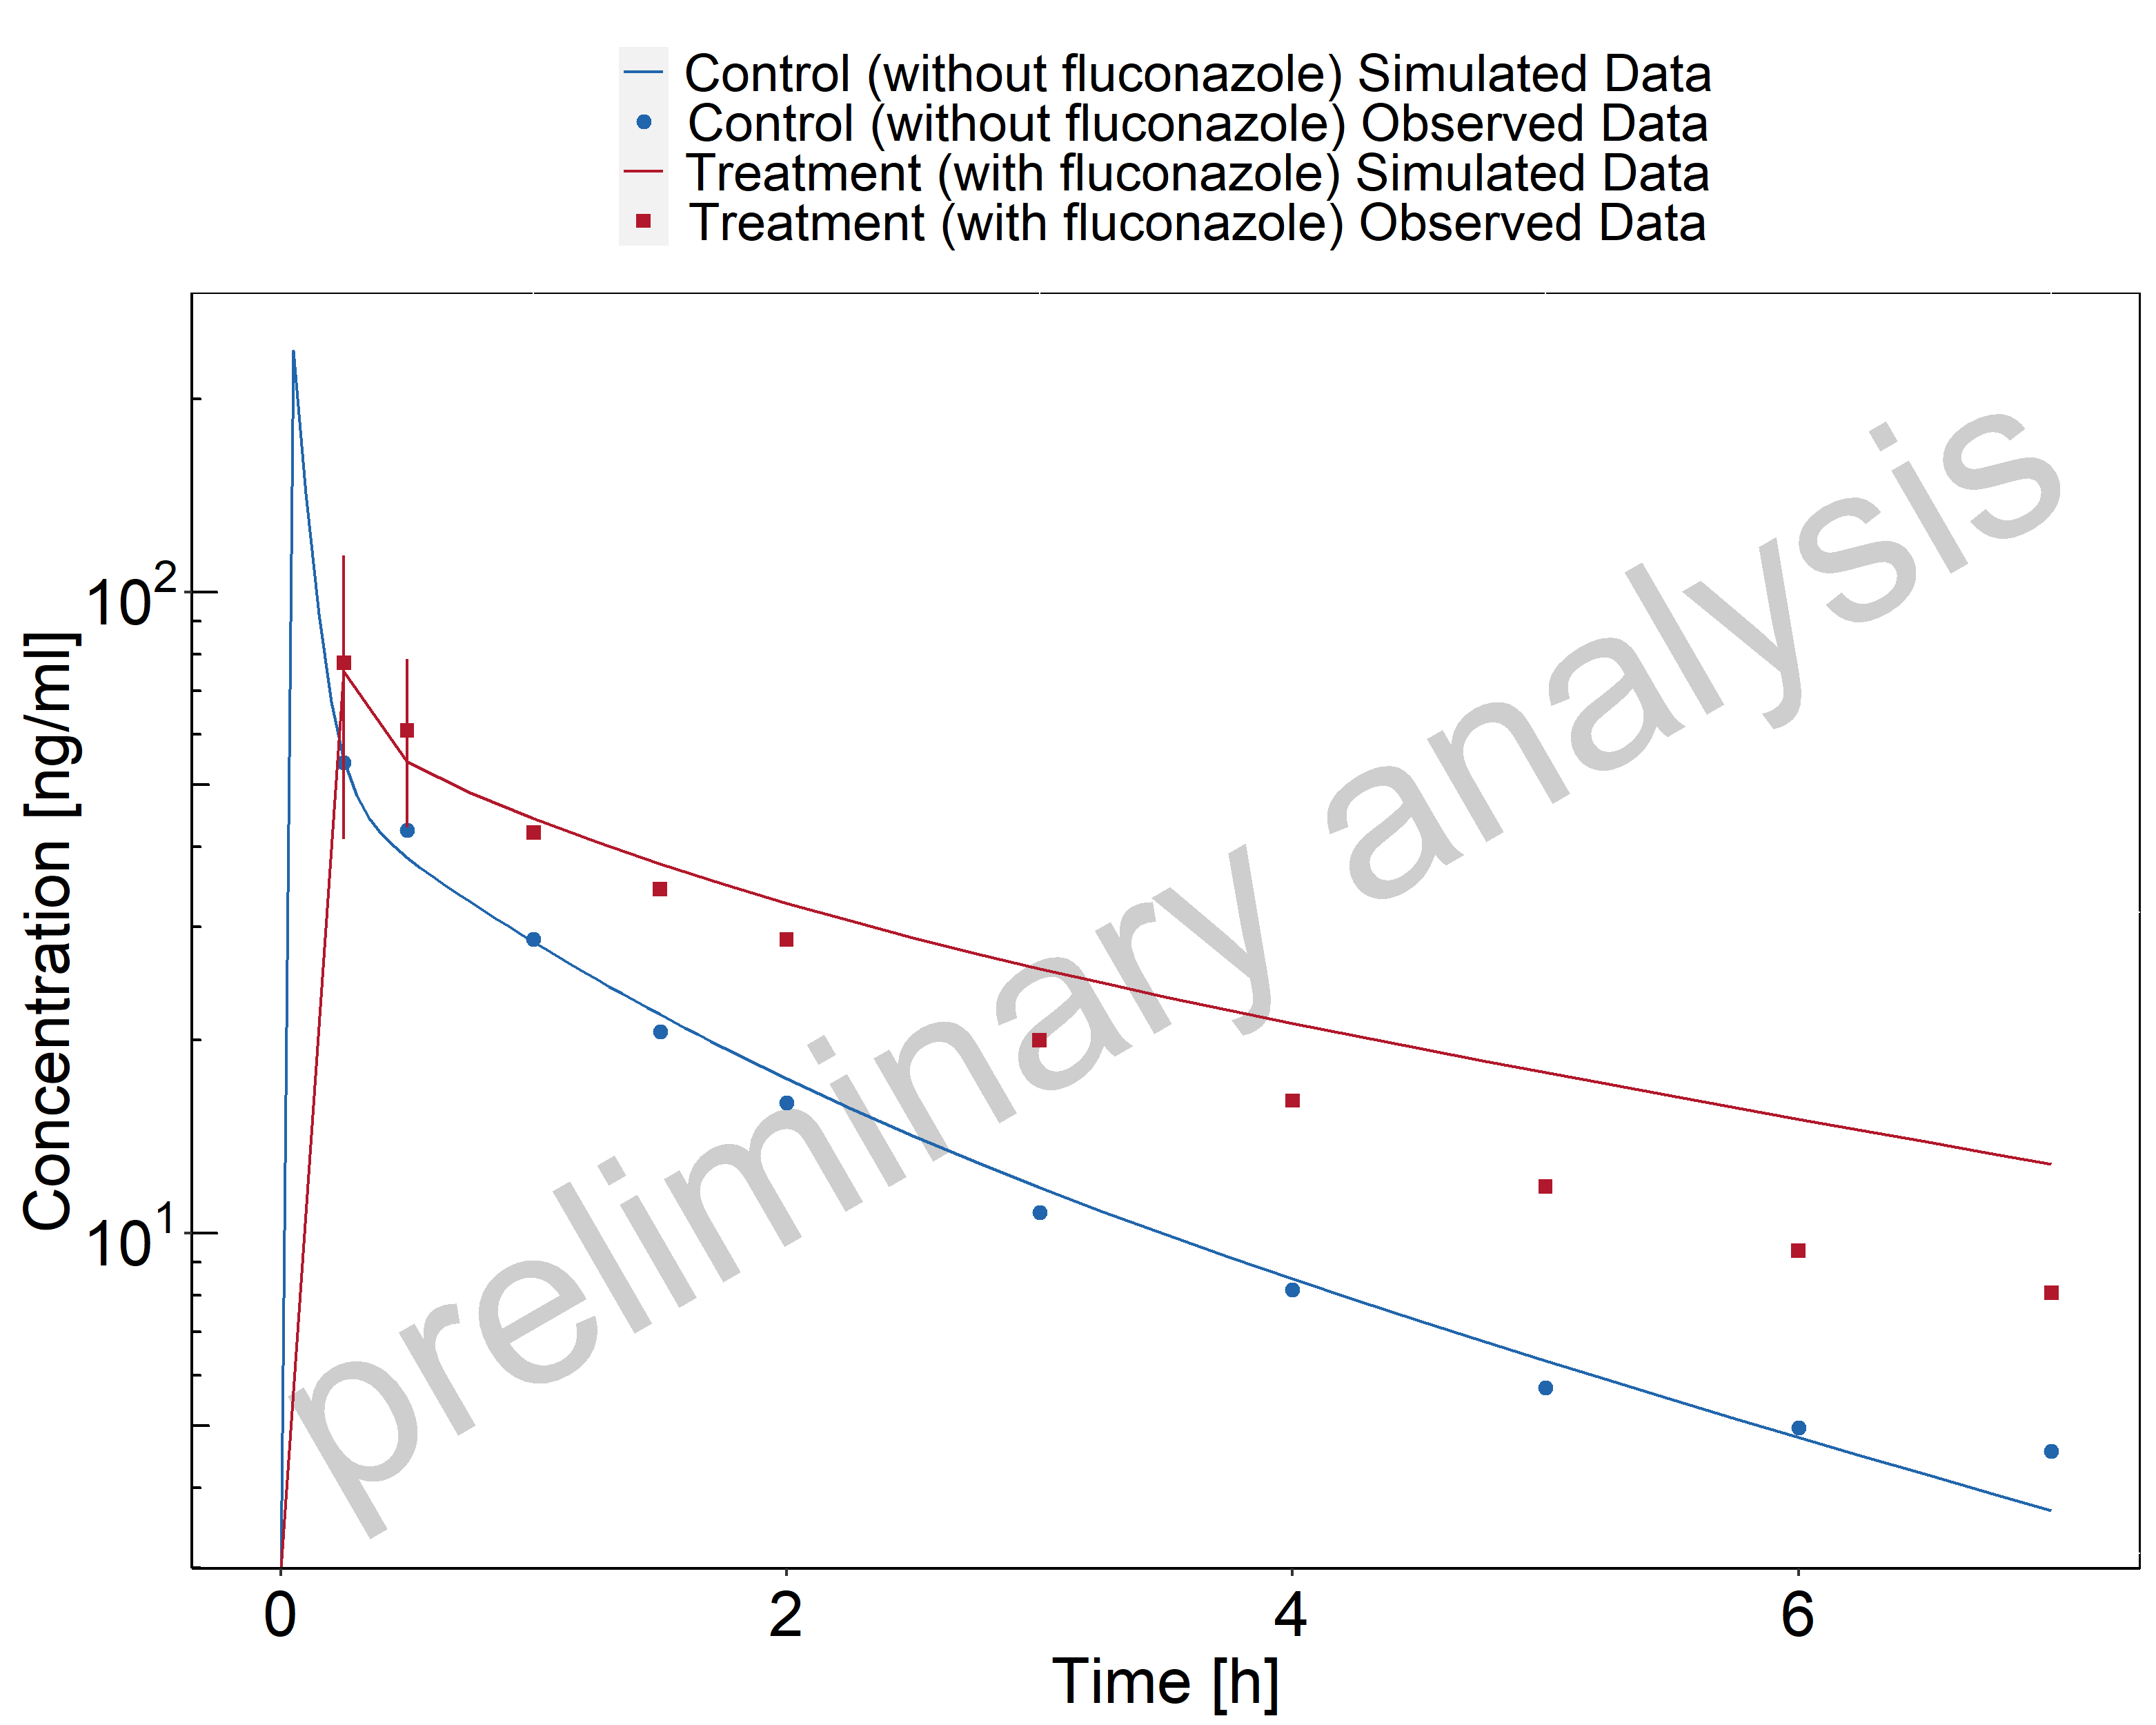 Control (without fluconazole) Simulated Data
Control (without fluconazole) Observed Data
Treatment (with fluconazole) Simulated Data
Treatment (with fluconazole) Observed Data
Concentration [ng/ml]
10²
10¹
preliminary analysis
0 2 4 6
Time [h]